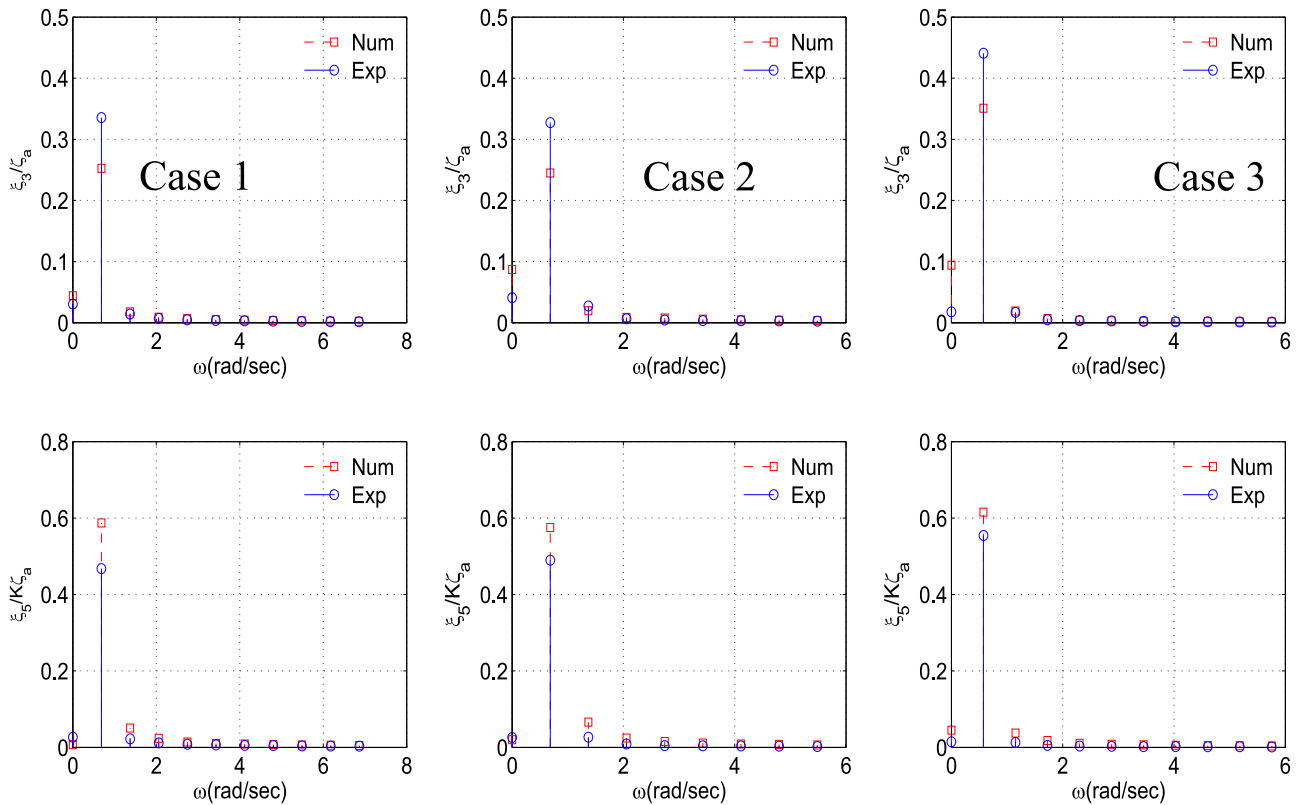 0.5
0.4
0.3
0.2
0.1
0
ξ3/ζa
Num
Exp
Case 1
0 2 4 6 8
ω(rad/sec)
0.5
0.4
0.3
0.2
0.1
0
ξ3/ζa
Num
Exp
Case 2
0 2 4 6
ω(rad/sec)
0.5
0.4
0.3
0.2
0.1
0
ξ3/ζa
Num
Exp
Case 3
0 2 4 6
ω(rad/sec)
0.8
0.6
0.4
0.2
0
ξ5/Kζa
Num
Exp
0 2 4 6 8
ω(rad/sec)
0.8
0.6
0.4
0.2
0
ξ5/Kζa
Num
Exp
0 2 4 6
ω(rad/sec)
0.8
0.6
0.4
0.2
0
ξ5/Kζa
Num
Exp
0 2 4 6
ω(rad/sec)